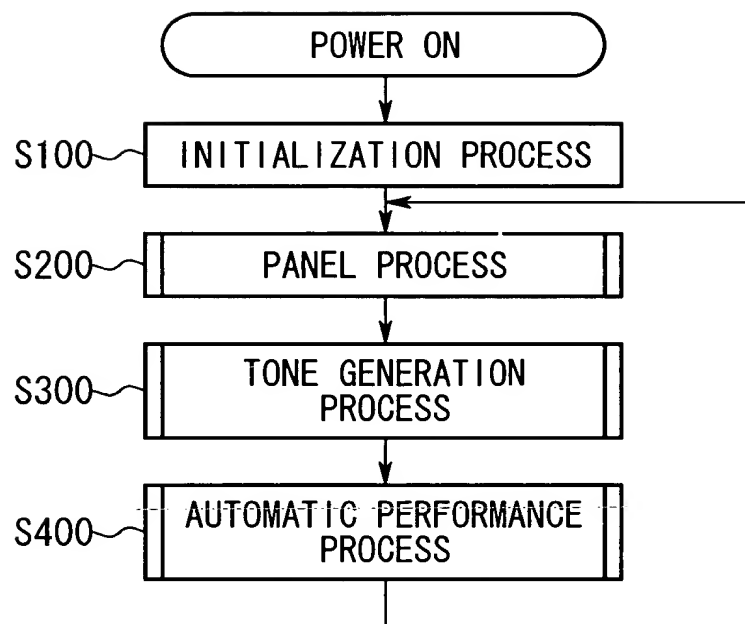 POWER ON
S100
INITIALIZATION PROCESS
S200
PANEL PROCESS
S300
TONE GENERATION
PROCESS
S400
AUTOMATIC PERFORMANCE
PROCESS